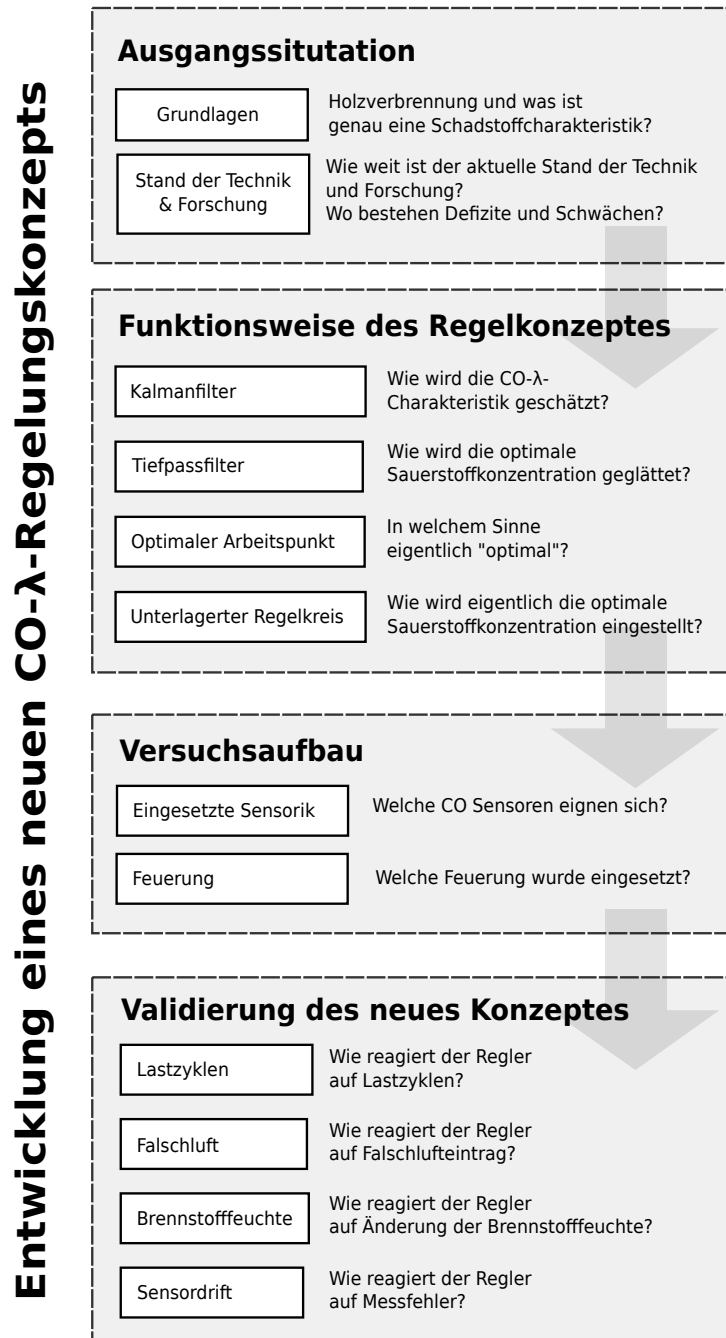 Entwicklung eines neuen CO-λ-Regelungskonzepts
Ausgangssitutation
Grundlagen
Holzverbrennung und was ist
genau eine Schadstoffcharakteristik?
Stand der Technik
& Forschung
Wie weit ist der aktuelle Stand der Technik
und Forschung?
Wo bestehen Defizite und Schwächen?
Funktionsweise des Regelkonzeptes
Kalmanfilter
Wie wird die CO-λ-
Charakteristik geschätzt?
Tiefpassfilter
Wie wird die optimale
Sauerstoffkonzentration geglättet?
Optimaler Arbeitspunkt
In welchem Sinne
eigentlich "optimal"?
Unterlagerter Regelkreis
Wie wird eigentlich die optimale
Sauerstoffkonzentration eingestellt?
Versuchsaufbau
Eingesetzte Sensorik
Welche CO Sensoren eignen sich?
Feuerung
Welche Feuerung wurde eingesetzt?
Validierung des neues Konzeptes
Lastzyklen
Wie reagiert der Regler
auf Lastzyklen?
Falschluft
Wie reagiert der Regler
auf Falschlufteintrag?
Brennstofffeuchte
Wie reagiert der Regler
auf Änderung der Brennstofffeuchte?
Sensordrift
Wie reagiert der Regler
auf Messfehler?